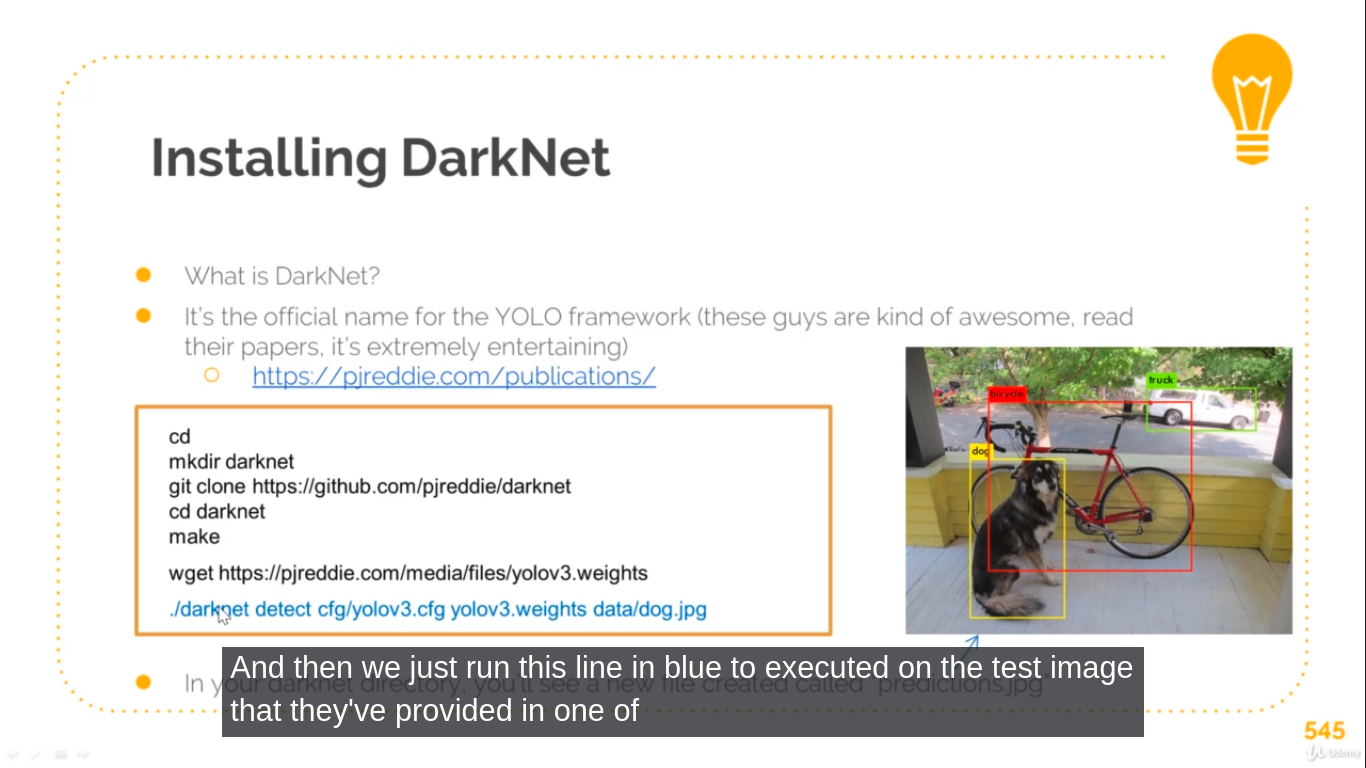 Installing DarkNet
What is DarkNet?
It's the official name for the YOLO framework (these guys are kind of awesome, read
their papers, it's extremely entertaining)
https://pjreddie.com/publications/
cd
mkdir darknet
git clone https://github.com/pjreddie/darknet
cd darknet
make
wget https://pjreddie.com/media/files/yolov3.weights
./darknet detect cfg/yolov3.cfg yolov3.weights data/dog.jpg
truck
bicycle
dog
In your darknet directory, you'll see a new file created called "predictions.jpg"
And then we just run this line in blue to executed on the test image
that they've provided in one of
545
Udemy